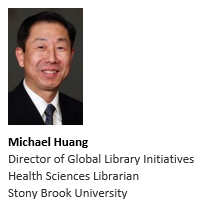 Michael Huang
Director of Global Library Initiatives
Health Sciences Librarian
Stony Brook University